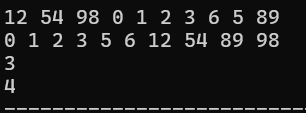 12 54 98 0 1 2 3 6 5 89
0 1 2 3 5 6 12 54 89 98
3
4
-------------------------